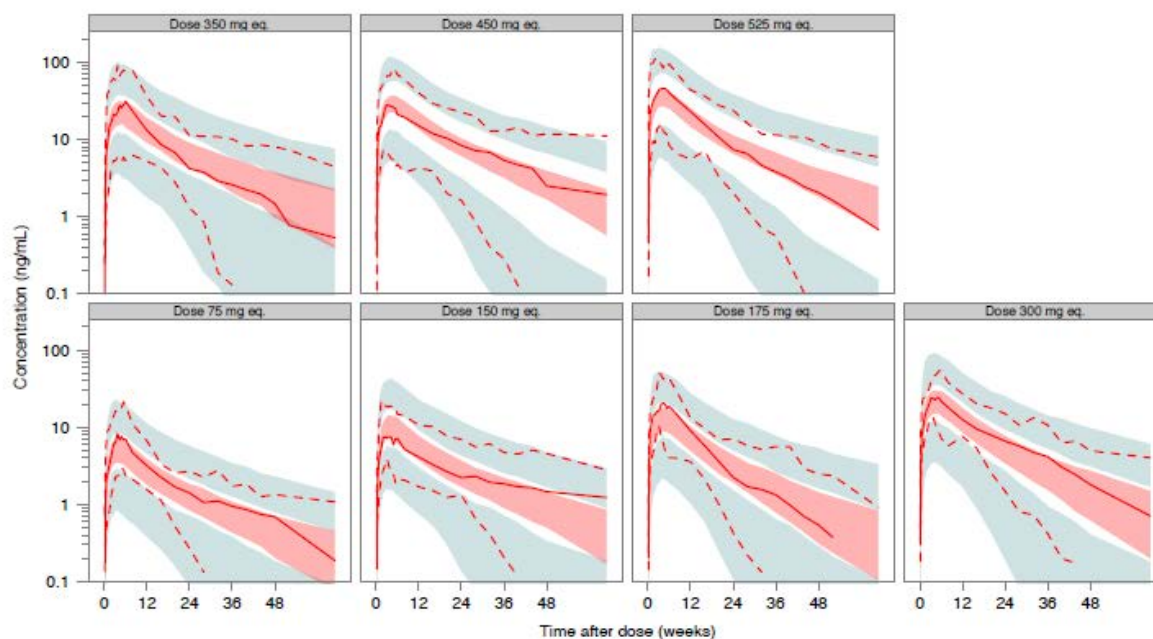 Dose 350 mg eq. Dose 450 mg eq. Dose 525 mg eq.
100
10
1
0.1
Dose 75 mg eq. Dose 150 mg eq. Dose 175 mg eq. Dose 300 mg eq.
100
10
1
0.1
0 12 24 36 48 0 12 24 36 48 0 12 24 36 48 0 12 24 36 48
Concentration (ng/mL)
Time after dose (weeks)